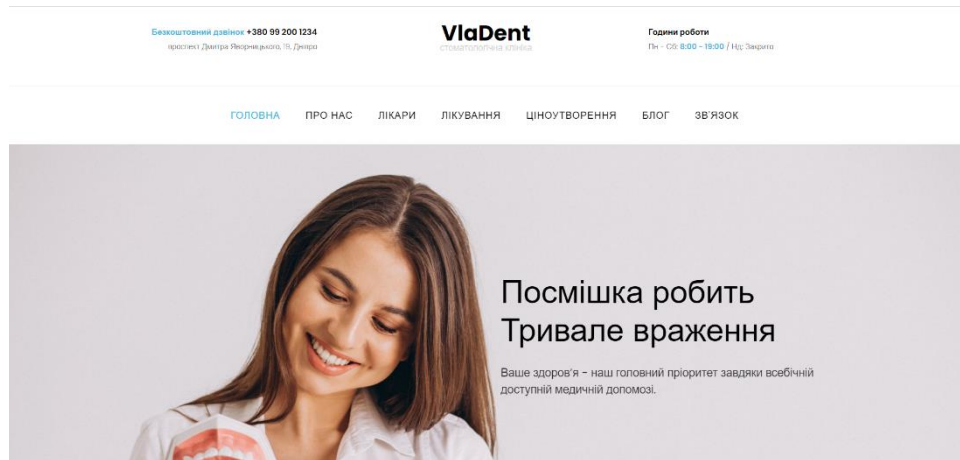 Безкоштовний дзвінок +380 99 200 1234
проспект Дмитра Яворницького, 19, Дніпро
VlaDent
СТОМАТОЛОГІЧНА КЛІНІКА
Години роботи
Пн - Сб: 8:00 - 19:00 / Нд: Закрито
ГОЛОВНА ПРО НАС ЛІКАРИ ЛІКУВАННЯ ЦІНОУТВОРЕННЯ БЛОГ ЗВ'ЯЗОК
Посмішка робить
Тривале враження
Ваше здоров'я - наш головний пріоритет завдяки всебічній
доступній медичній допомозі.